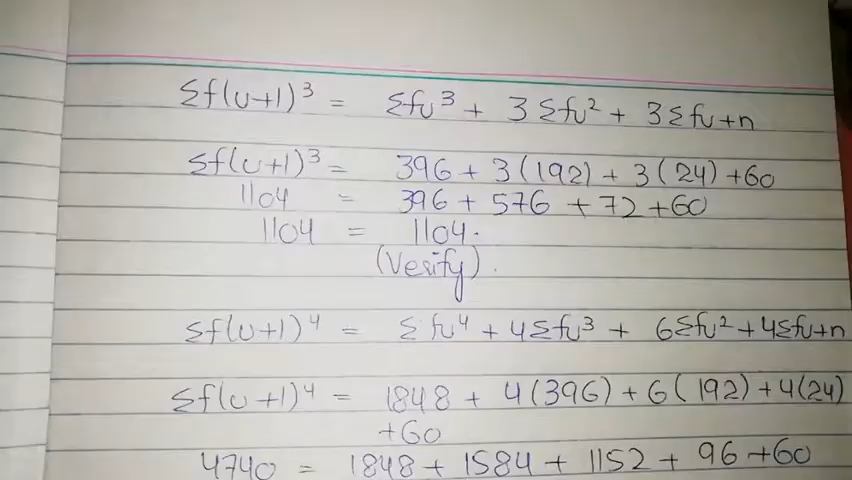 Σf(u+1)³ = Σfu³ + 3Σfu² + 3Σfu+n
Σf(u+1)³ = 396 + 3(192) + 3(24) +60
1104 = 396 + 576 + 72 +60
1104 = 1104.
(Verify).
Σf(u+1)⁴ = Σfu⁴ + 4Σfu³ + 6Σfu² + 4Σfu+n
Σf(u+1)⁴ = 1848 + 4(396) + 6(192) + 4(24)
+60
4740 = 1848 + 1584 + 1152 + 96 +60